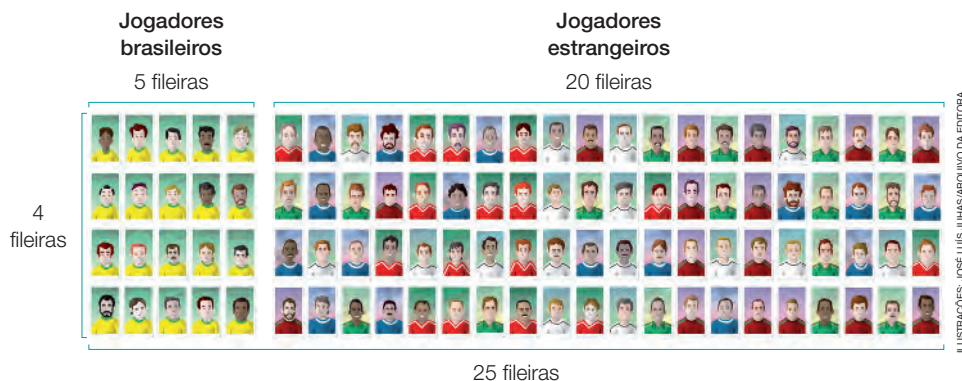 Jogadores
brasileiros
5 fileiras
Jogadores
estrangeiros
20 fileiras
4
fileiras
25 fileiras
ILUSTRAÇÕES: JOSÉ LUÍS JUHAS/ARQUIVO DA EDITORA